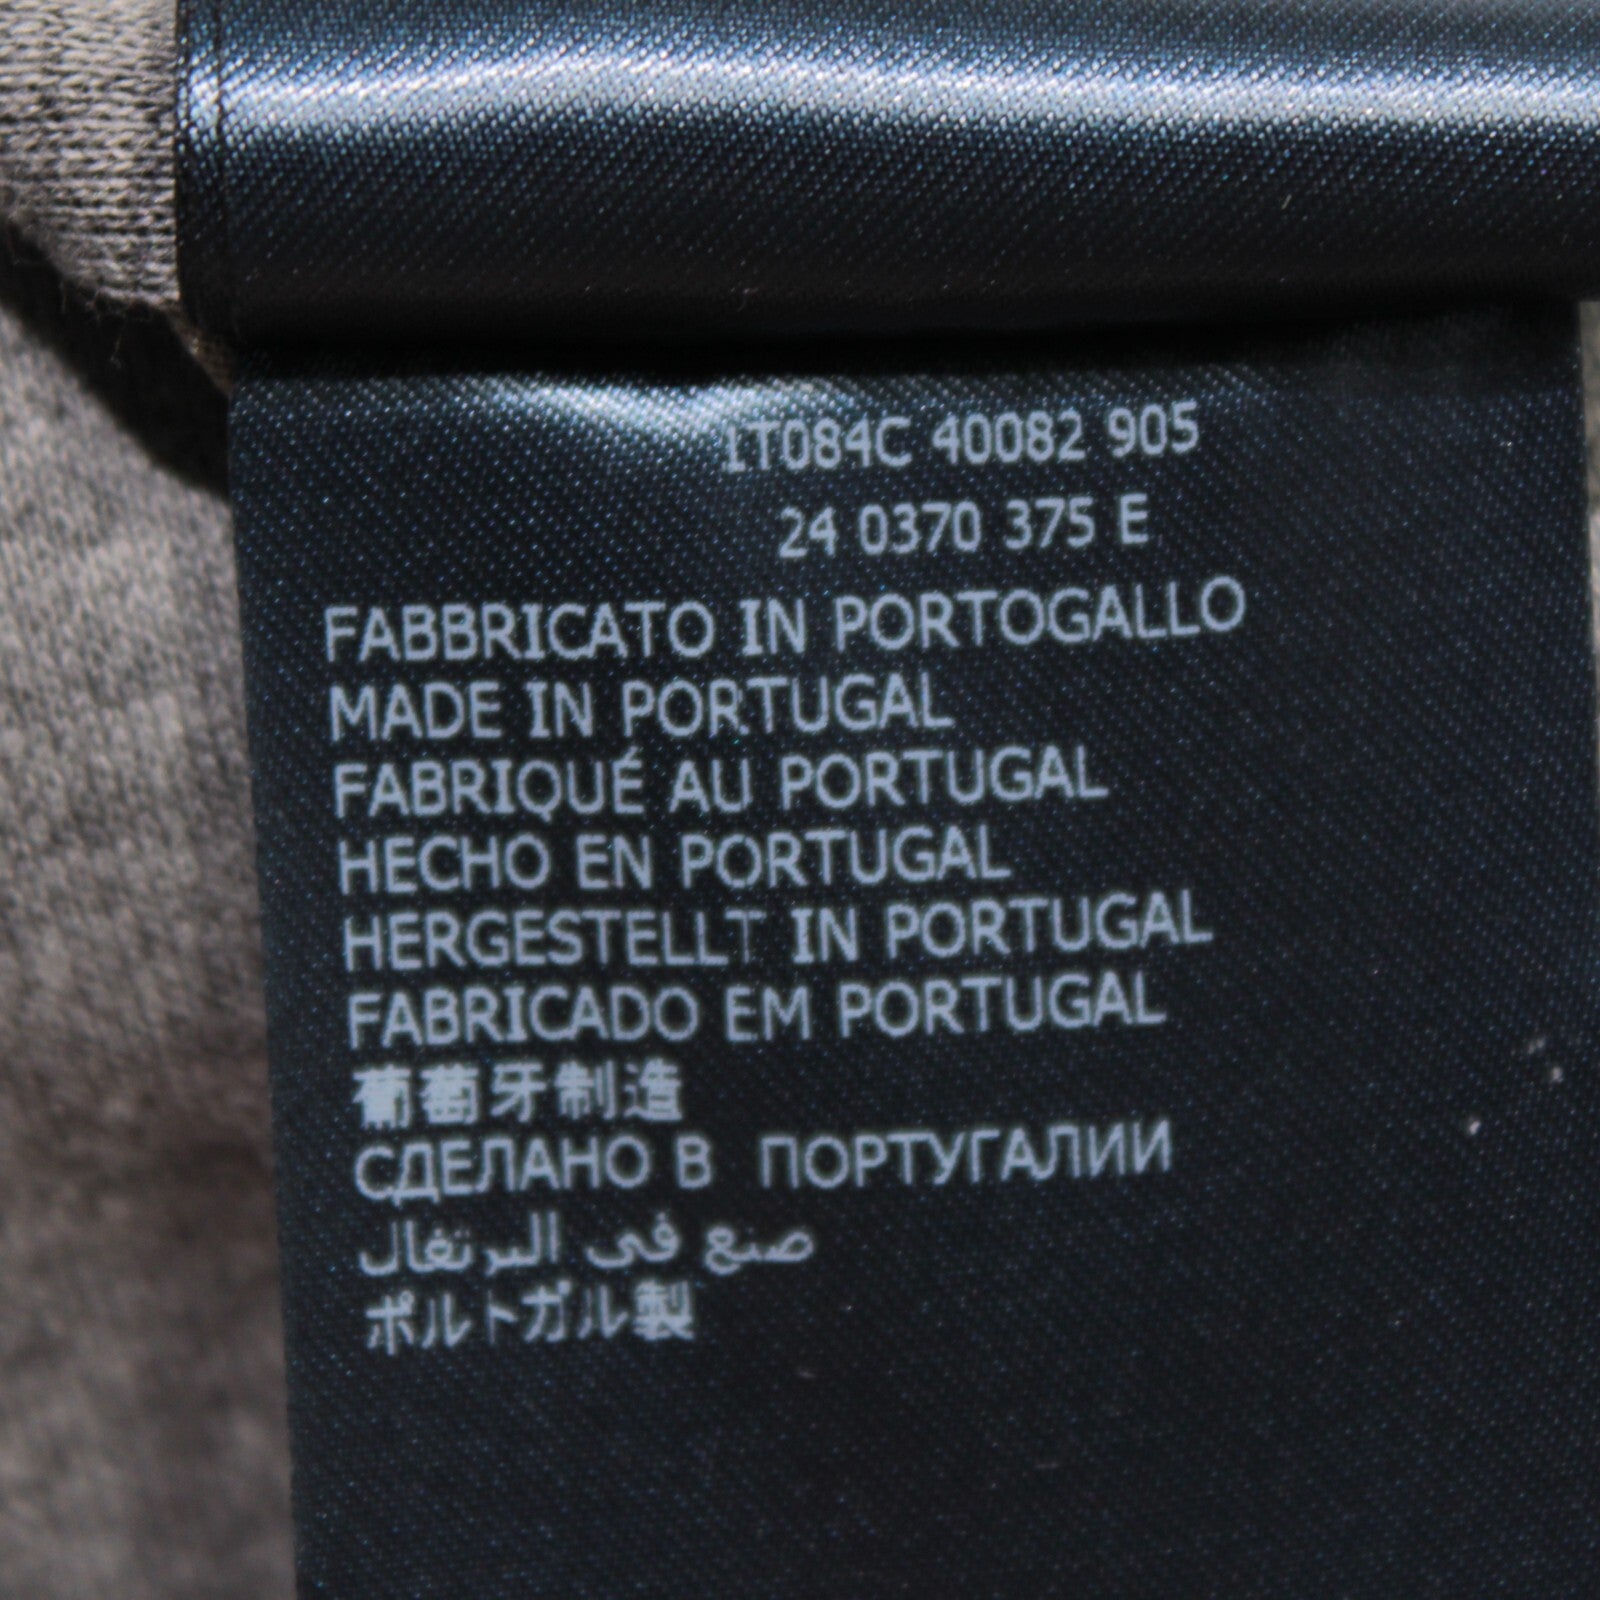 1T084C 40082 905
24 0370 375 E
FABBRICATO IN PORTOGALLO
MADE IN PORTUGAL
FABRIQUÉ AU PORTUGAL
HECHO EN PORTUGAL
HERGESTELLT IN PORTUGAL
FABRICADO EM PORTUGAL
葡萄牙制造
СДЕЛАНО В ПОРТУГАЛИИ
صنع في البرتغال
ポルトガル製